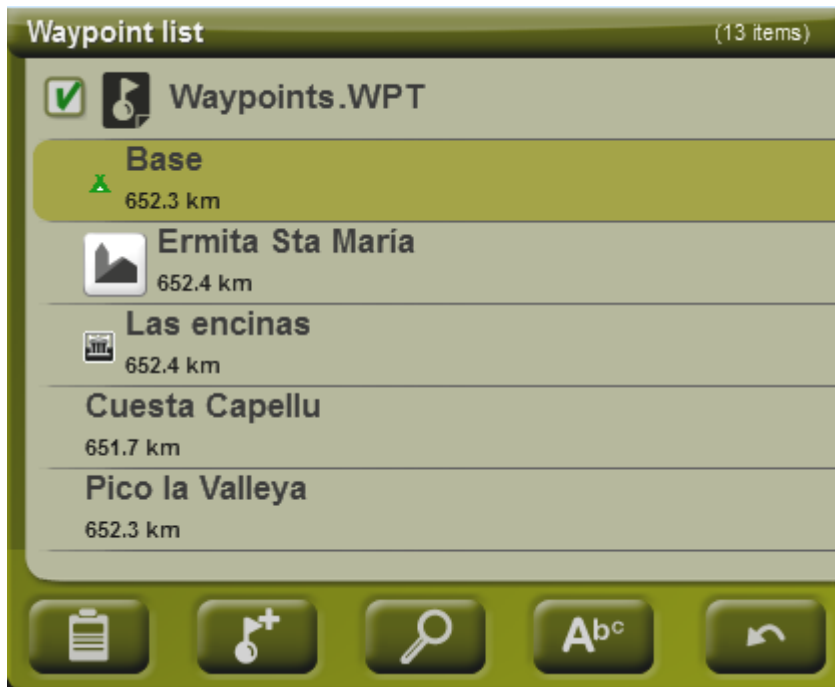 Waypoint list (13 items)
Waypoints.WPT
Base
652.3 km
Ermita Sta María
652.4 km
Las encinas
652.4 km
Cuesta Capellu
651.7 km
Pico la Valleya
652.3 km
Abc